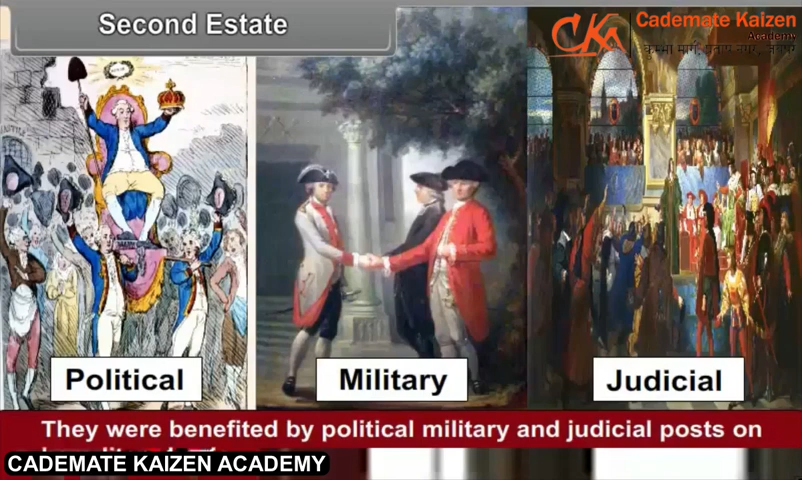 Second Estate
Cademate Kaizen
Academy
CKA
Political
Military
Judicial
They were benefited by political military and judicial posts on
CADEMATE KAIZEN ACADEMY